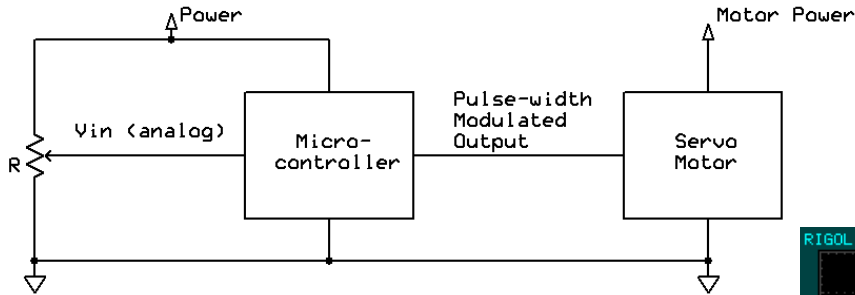 Power
Motor Power
Pulse-width
Modulated
Output
Vin (analog)
Micro-
controller
Servo
Motor
R
RIGOL